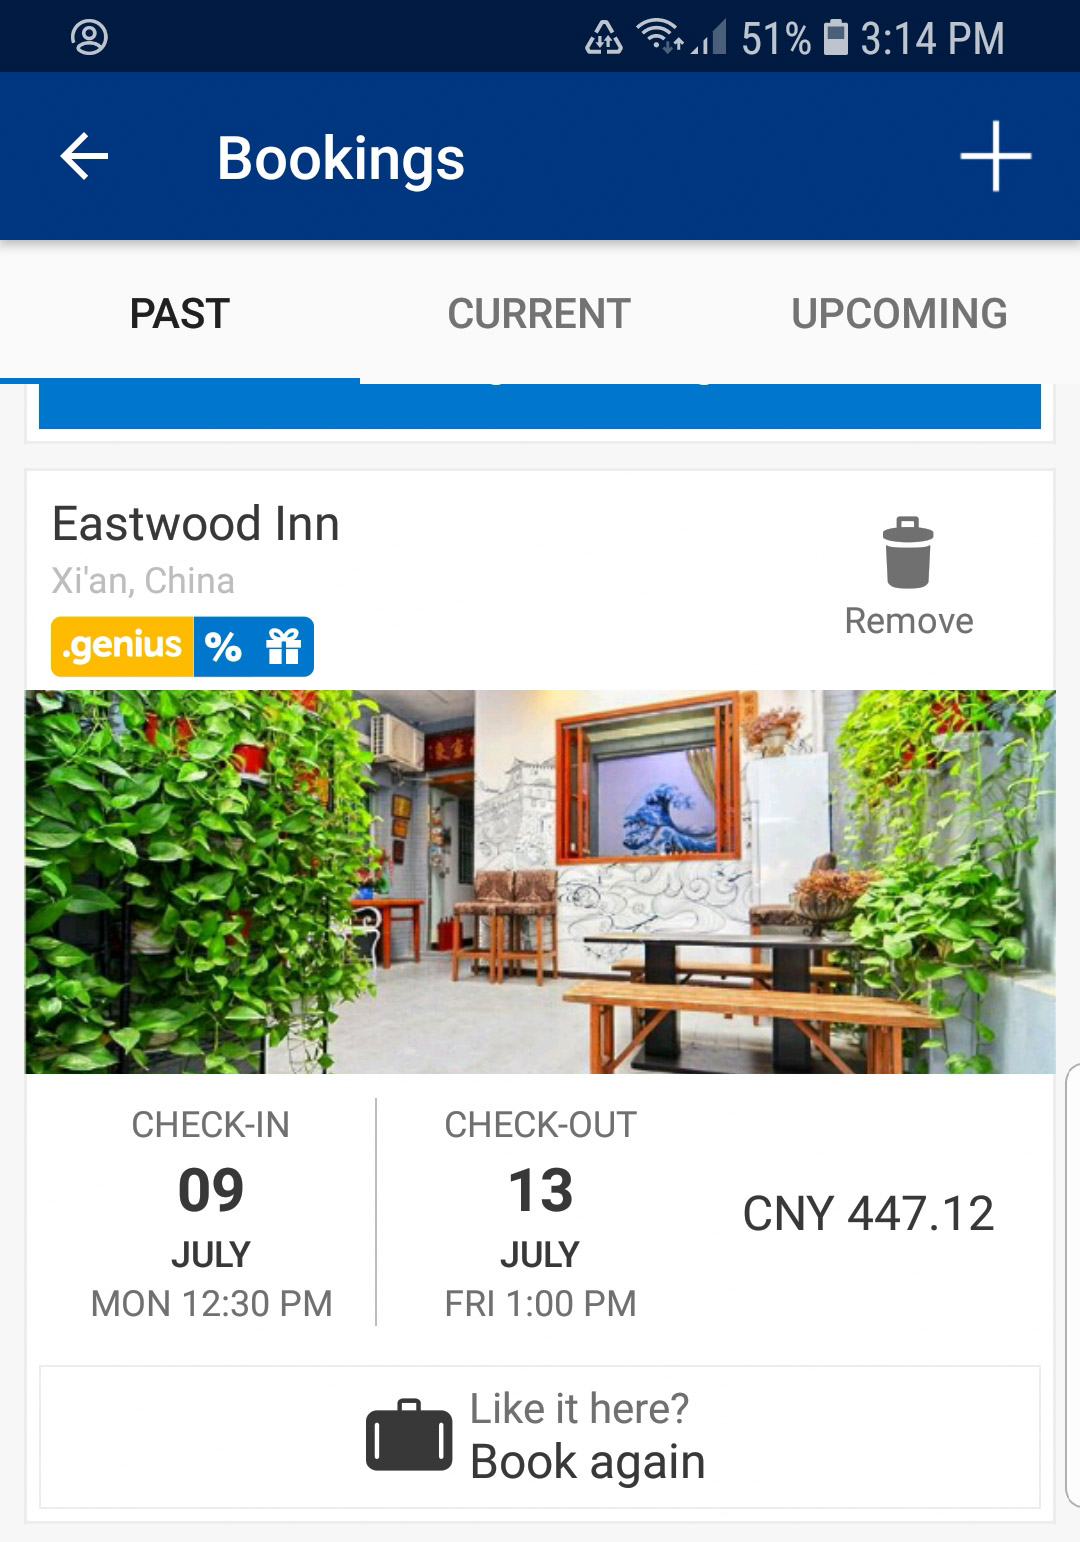 51% 3:14 PM
Bookings
PAST CURRENT UPCOMING
Eastwood Inn
Xi'an, China
Remove
.genius %
CHECK-IN CHECK-OUT
09 13
CNY 447.12
JULY JULY
MON 12:30 PM FRI 1:00 PM
Like it here?
Book again